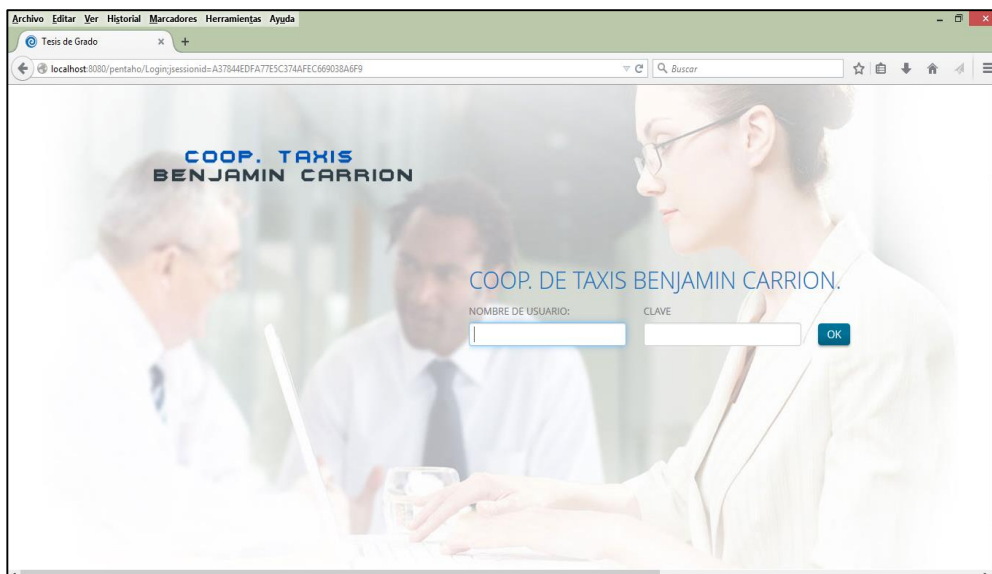 Archivo Editar Ver Historial Marcadores Herramientas Ayuda
Tesis de Grado
localhost:8080/pentaho/Login;jsessionid=A37844EDFA77E5C374AFEC669038A6F9
Buscar
COOP. TAXIS
BENJAMIN CARRION
COOP. DE TAXIS BENJAMIN CARRION.
NOMBRE DE USUARIO: CLAVE
OK